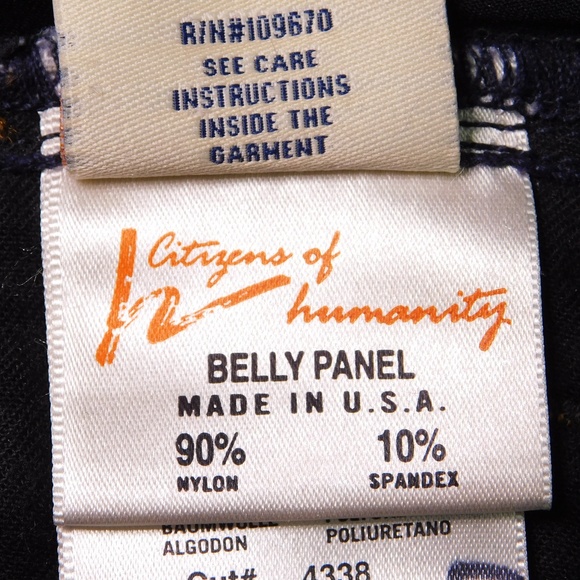 R/N#109670
SEE CARE
INSTRUCTIONS
INSIDE THE
GARMENT
h Citizens of
humanity
BELLY PANEL
MADE IN U.S.A.
90% 10%
NYLON SPANDEX
BAUMWOLLE
ALGODON POLIURETANO
Cut# 4338